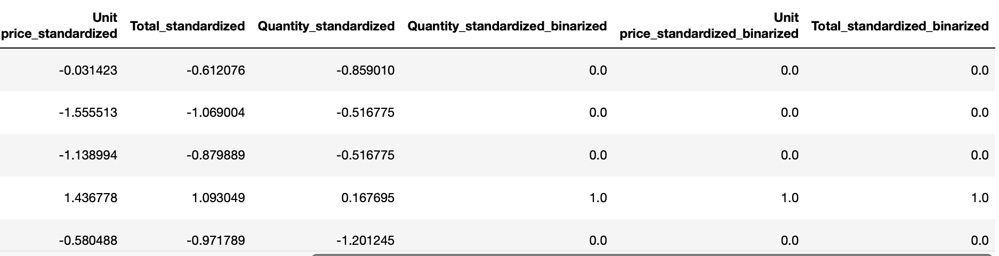 Unit price_standardized Total_standardized Quantity_standardized Quantity_standardized_binarized Unit price_standardized_binarized Total_standardized_binarized
-0.031423 -0.612076 -0.859010 0.0 0.0 0.0
-1.555513 -1.069004 -0.516775 0.0 0.0 0.0
-1.138994 -0.879889 -0.516775 0.0 0.0 0.0
1.436778 1.093049 0.167695 1.0 1.0 1.0
-0.580488 -0.971789 -1.201245 0.0 0.0 0.0